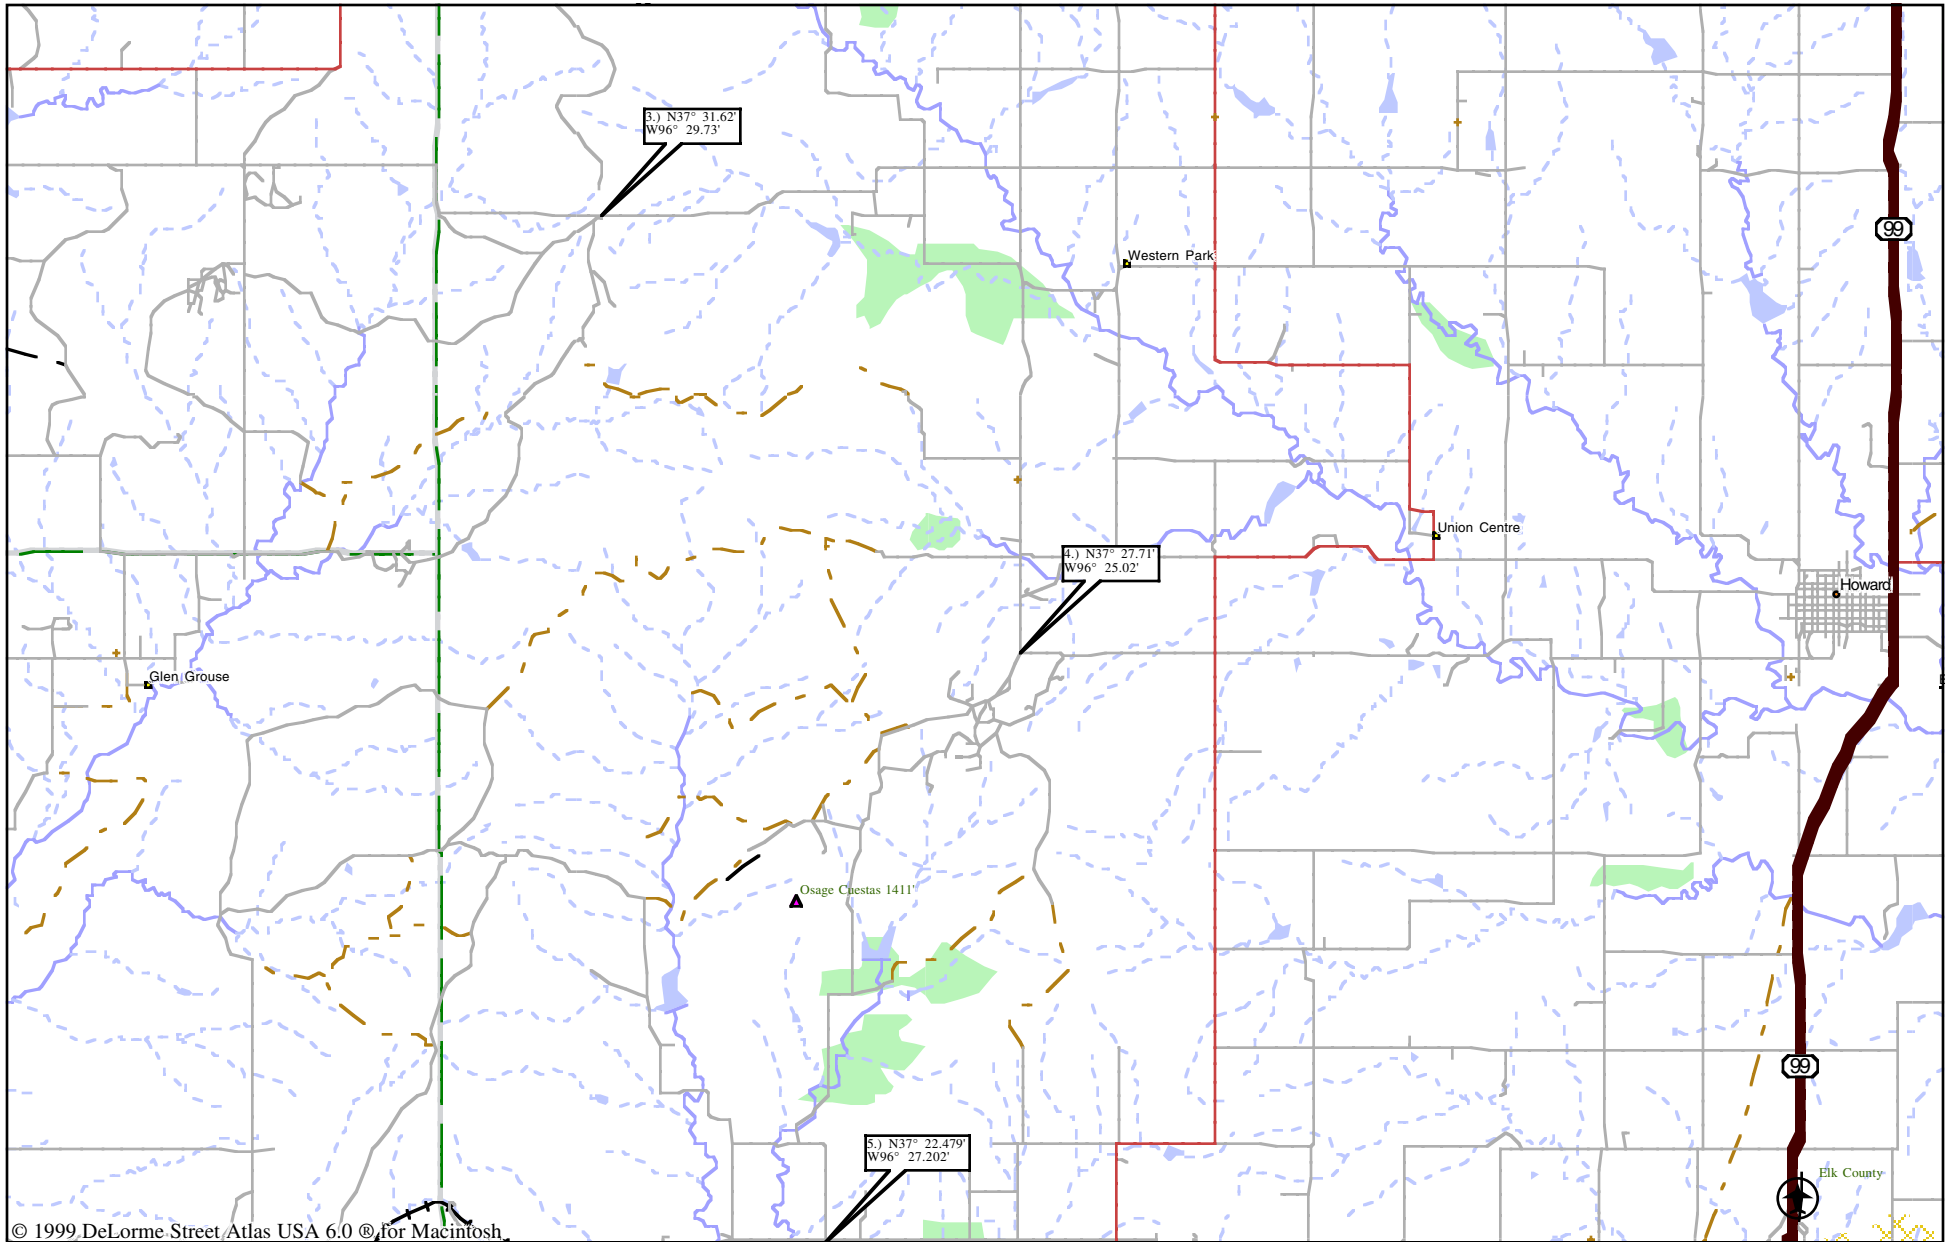 3.) N37° 31.62'
W96° 29.73'
99
Western Park
Union Centre
4.) N37° 27.71'
W96° 25.02'
Howard
Glen Grouse
Osage Cuestas 1411'
99
5.) N37° 22.479'
W96° 27.202'
Elk County
© 1999 DeLorme Street Atlas USA 6.0 ® for Macintosh